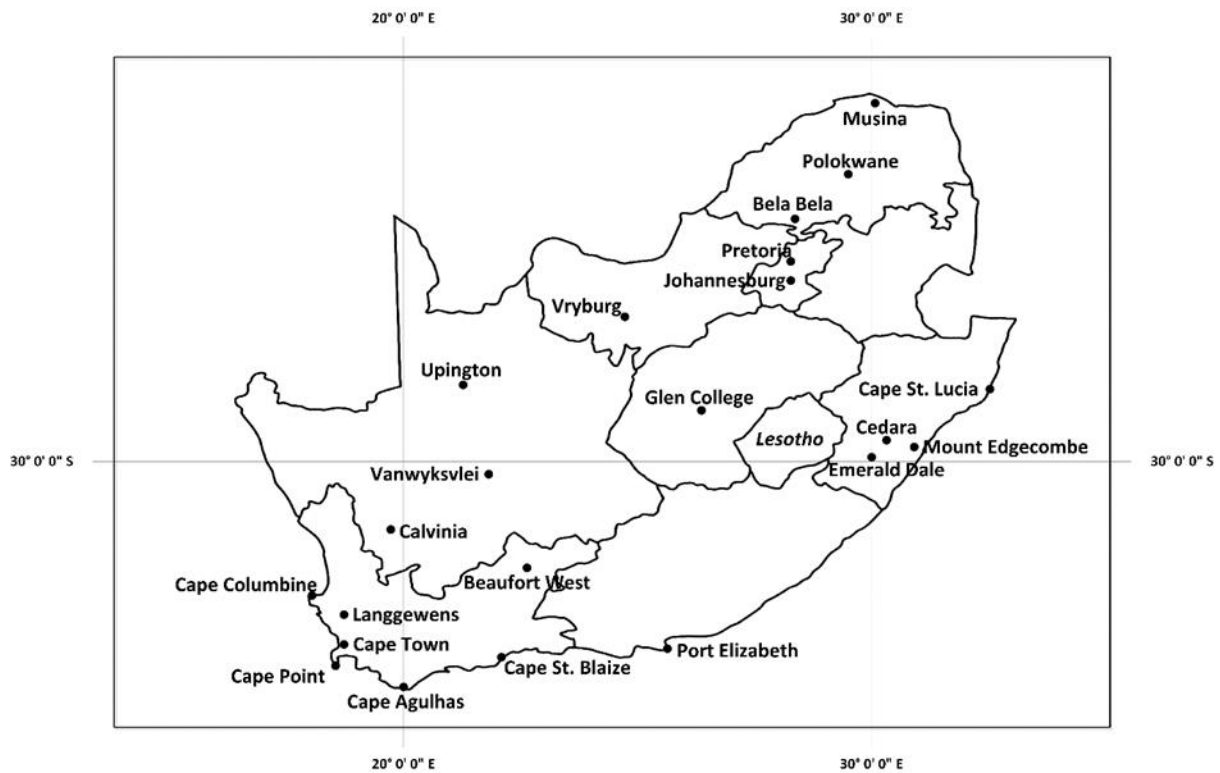 20° 0' 0" E
30° 0' 0" E
Musina
Polokwane
Bela Bela
Pretoria
Johannesburg
Vryburg
Upington
Cape St. Lucia
Glen College
Cedara
Lesotho
Mount Edgecombe
30° 0' 0" S
30° 0' 0" S
Emerald Dale
Vanwyksvlei
Calvinia
Beaufort West
Cape Columbine
Langgewens
Cape Town
Port Elizabeth
Cape St. Blaize
Cape Point
Cape Agulhas
20° 0' 0" E
30° 0' 0" E